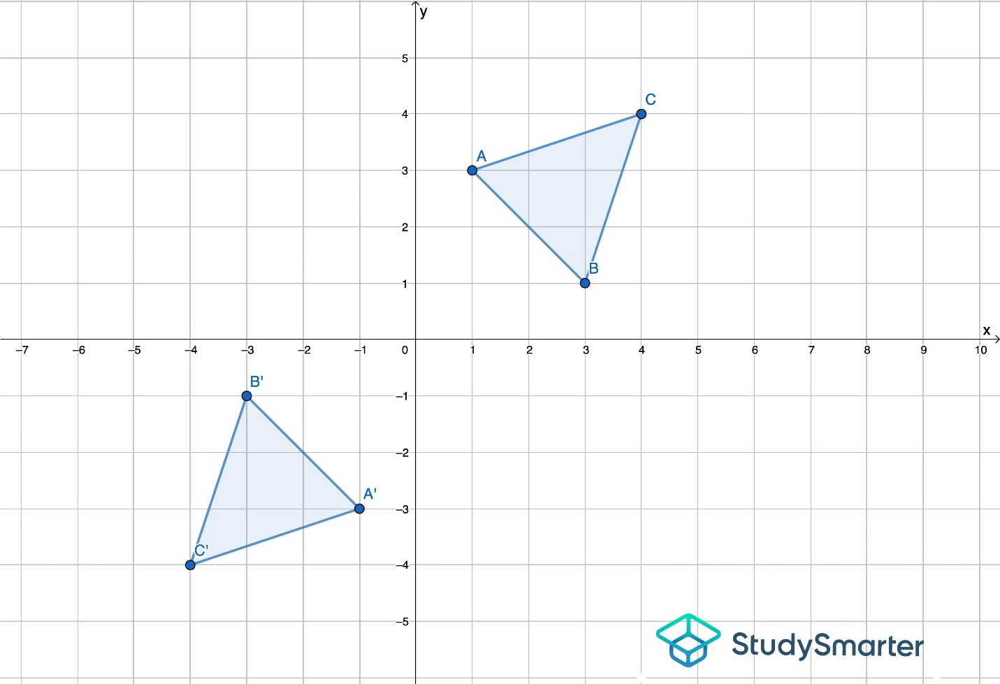 y
5
C
4
A
3
2
B
1
x
–7 –6 –5 –4 –3 –2 –1 0 1 2 3 4 5 6 7 8 9 10
B'
–1
–2
A'
–3
C'
–4
–5
StudySmarter